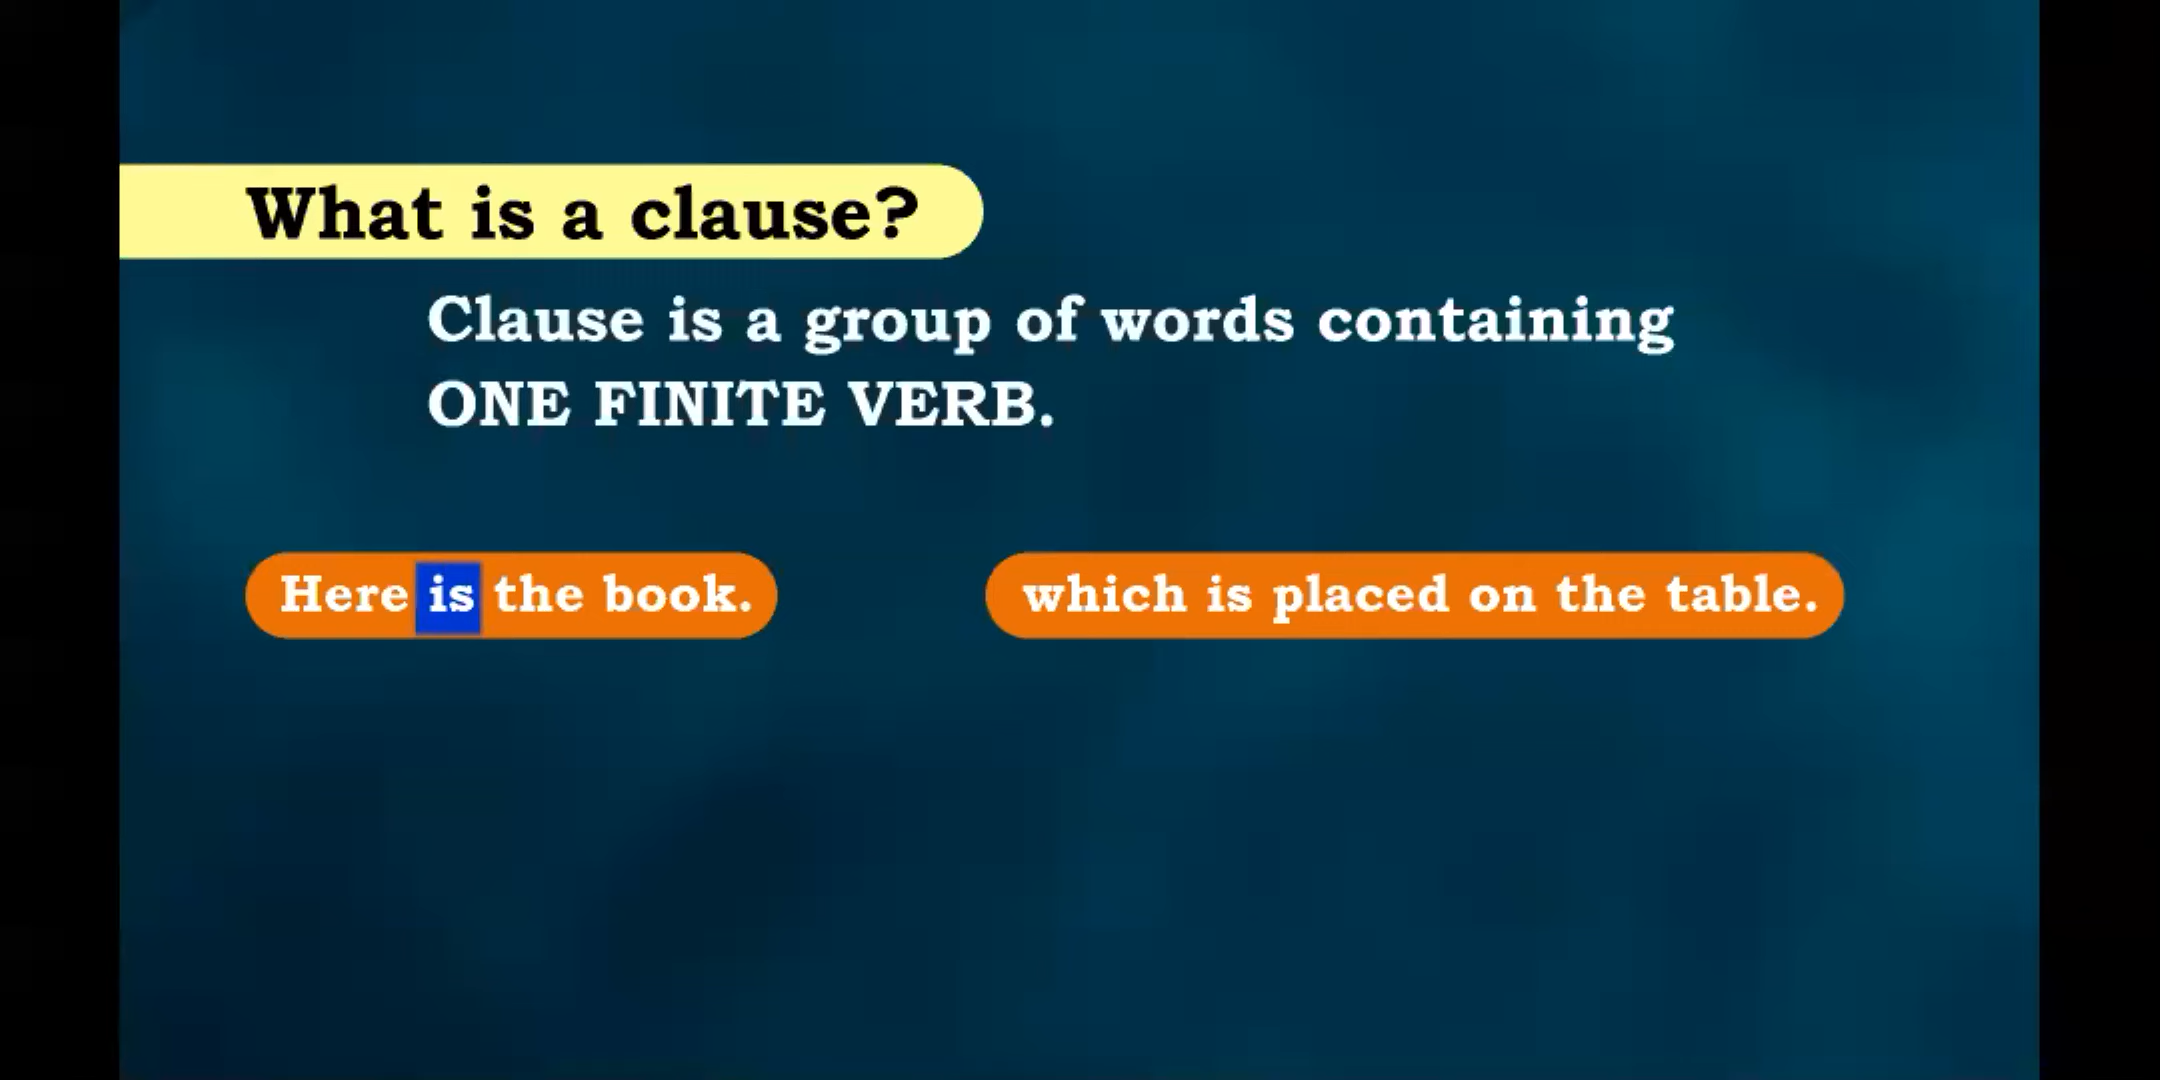 What is a clause?
Clause is a group of words containing
ONE FINITE VERB.
Here is the book.
which is placed on the table.